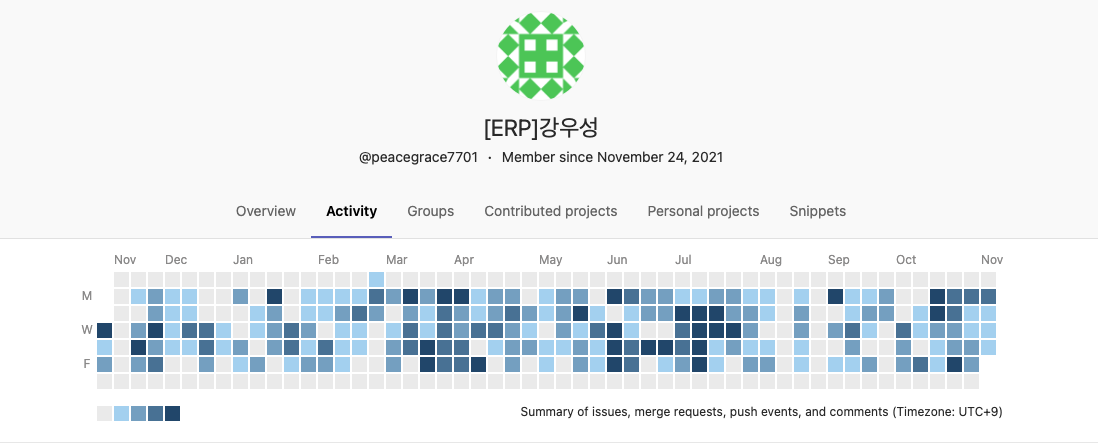 [ERP]강우성
@peacegrace7701 · Member since November 24, 2021
Overview Activity Groups Contributed projects Personal projects Snippets
Nov Dec Jan Feb Mar Apr May Jun Jul Aug Sep Oct Nov
M
W
F
Summary of issues, merge requests, push events, and comments (Timezone: UTC+9)